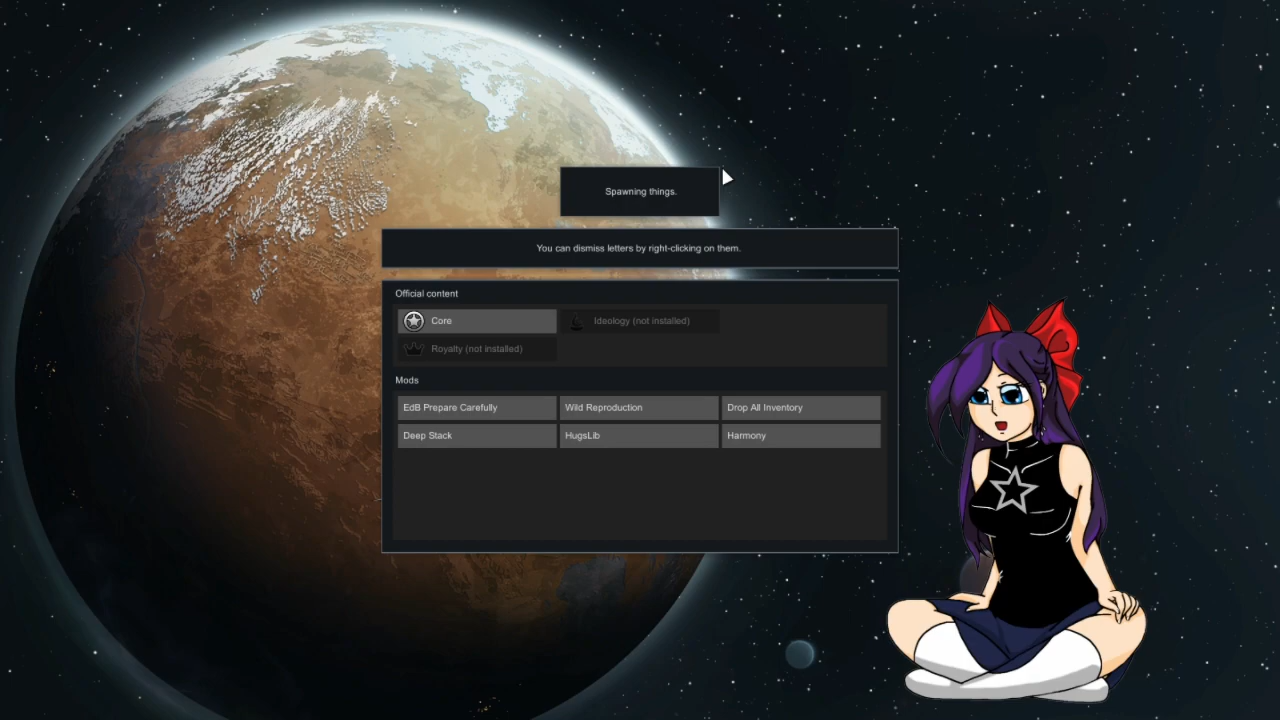 Spawning things.
You can dismiss letters by right-clicking on them.
Official content
Core
Ideology (not installed)
Royalty (not installed)
Mods
EdB Prepare Carefully
Wild Reproduction
Drop All Inventory
Deep Stack
HugsLib
Harmony